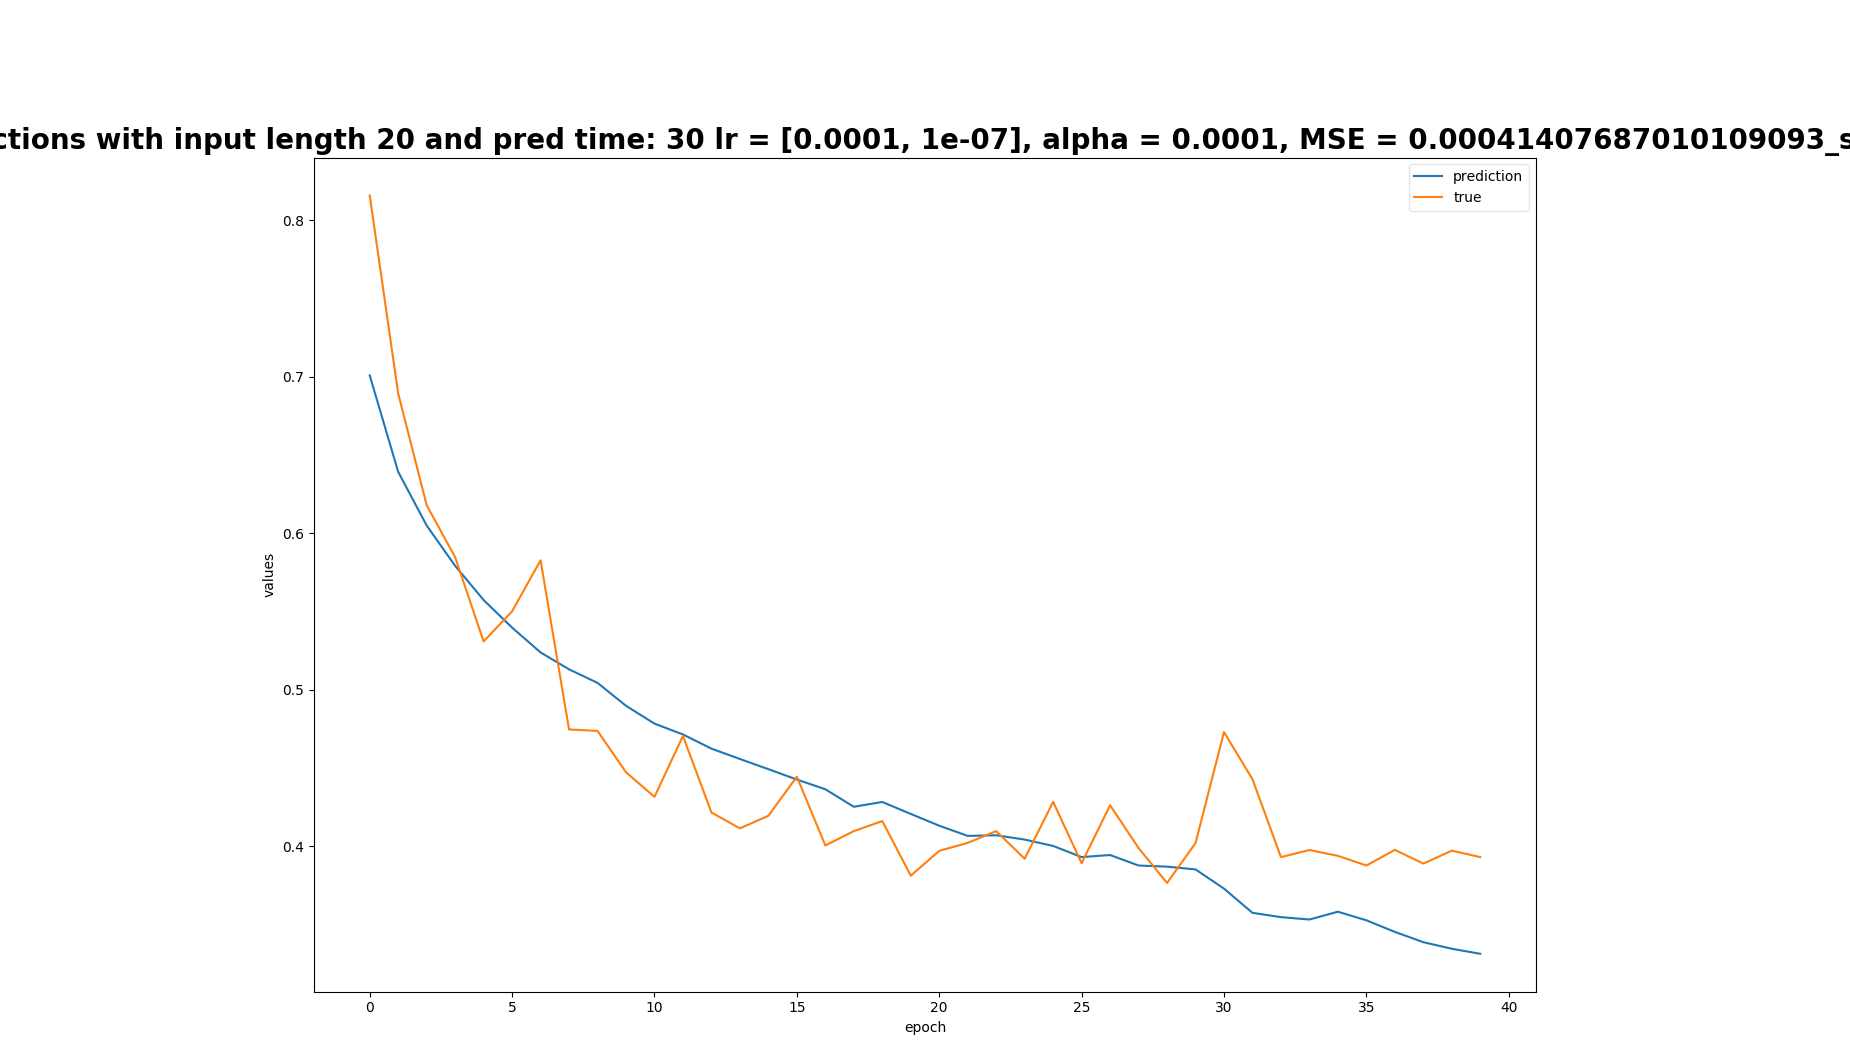 ctions with input length 20 and pred time: 30 lr = [0.0001, 1e-07], alpha = 0.0001, MSE = 0.00041407687010109093_s
prediction
true
0.8
0.7
0.6
0.5
0.4
values
0 5 10 15 20 25 30 35 40
epoch